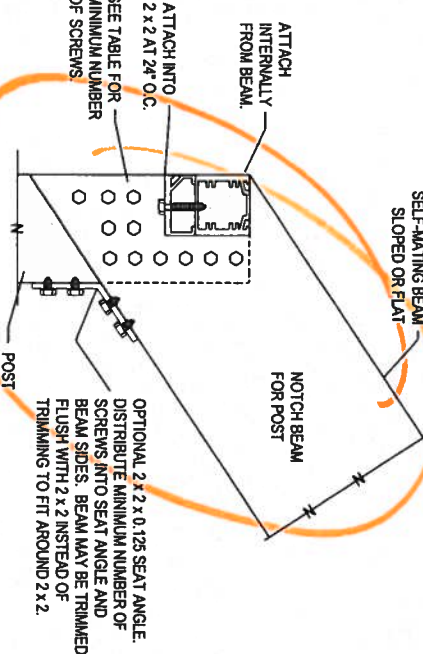 SELF-MATING BEAM
SLOPED OR FLAT
ATTACH
INTERNALLY
FROM BEAM.
ATTACH INTO
2 x 2 AT 24" O.C.
SEE TABLE FOR
MINIMUM NUMBER
OF SCREWS.
NOTCH BEAM
FOR POST
OPTIONAL 2 x 2 x 0.125 SEAT ANGLE.
DISTRIBUTE MINIMUM NUMBER OF
SCREWS INTO SEAT ANGLE AND
BEAM SIDES. BEAM MAY BE TRIMMED
FLUSH WITH 2 x 2 INSTEAD OF
TRIMMING TO FIT AROUND 2 x 2.
POST